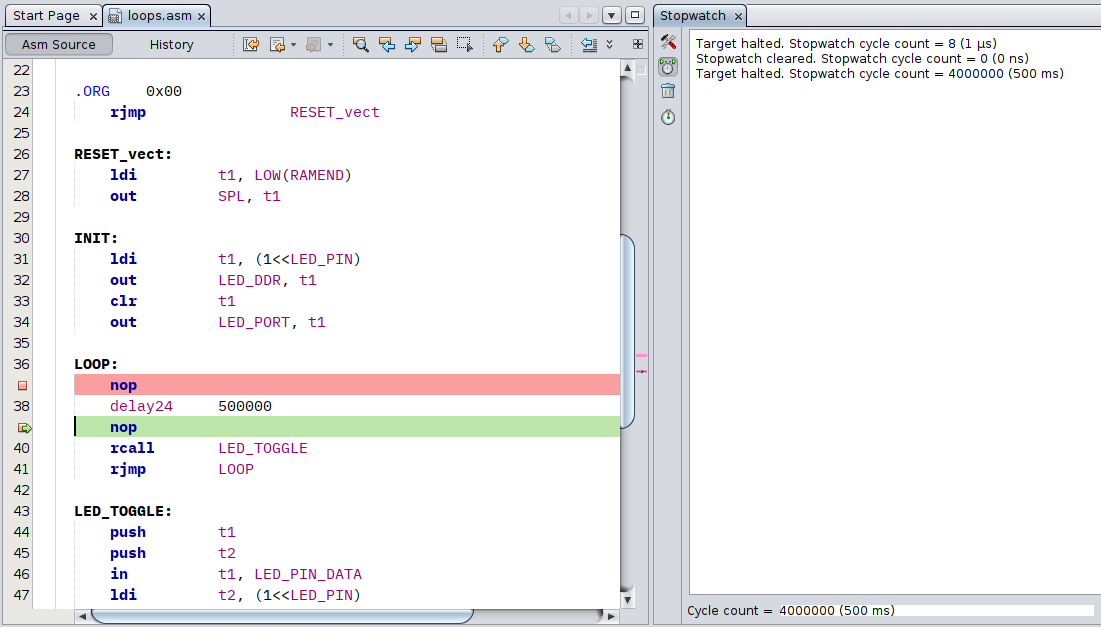 Start Page × loops.asm ×
Asm Source History
22
23 .ORG 0x00
24 rjmp RESET_vect
25
26 RESET_vect:
27 ldi t1, LOW(RAMEND)
28 out SPL, t1
29
30 INIT:
31 ldi t1, (1<<LED_PIN)
32 out LED_DDR, t1
33 clr t1
34 out LED_PORT, t1
35
36 LOOP:
nop
38 delay24 500000
nop
40 rcall LED_TOGGLE
41 rjmp LOOP
42
43 LED_TOGGLE:
44 push t1
45 push t2
46 in t1, LED_PIN_DATA
47 ldi t2, (1<<LED_PIN)
Stopwatch ×
Target halted. Stopwatch cycle count = 8 (1 µs)
Stopwatch cleared. Stopwatch cycle count = 0 (0 ns)
Target halted. Stopwatch cycle count = 4000000 (500 ms)
Cycle count = 4000000 (500 ms)